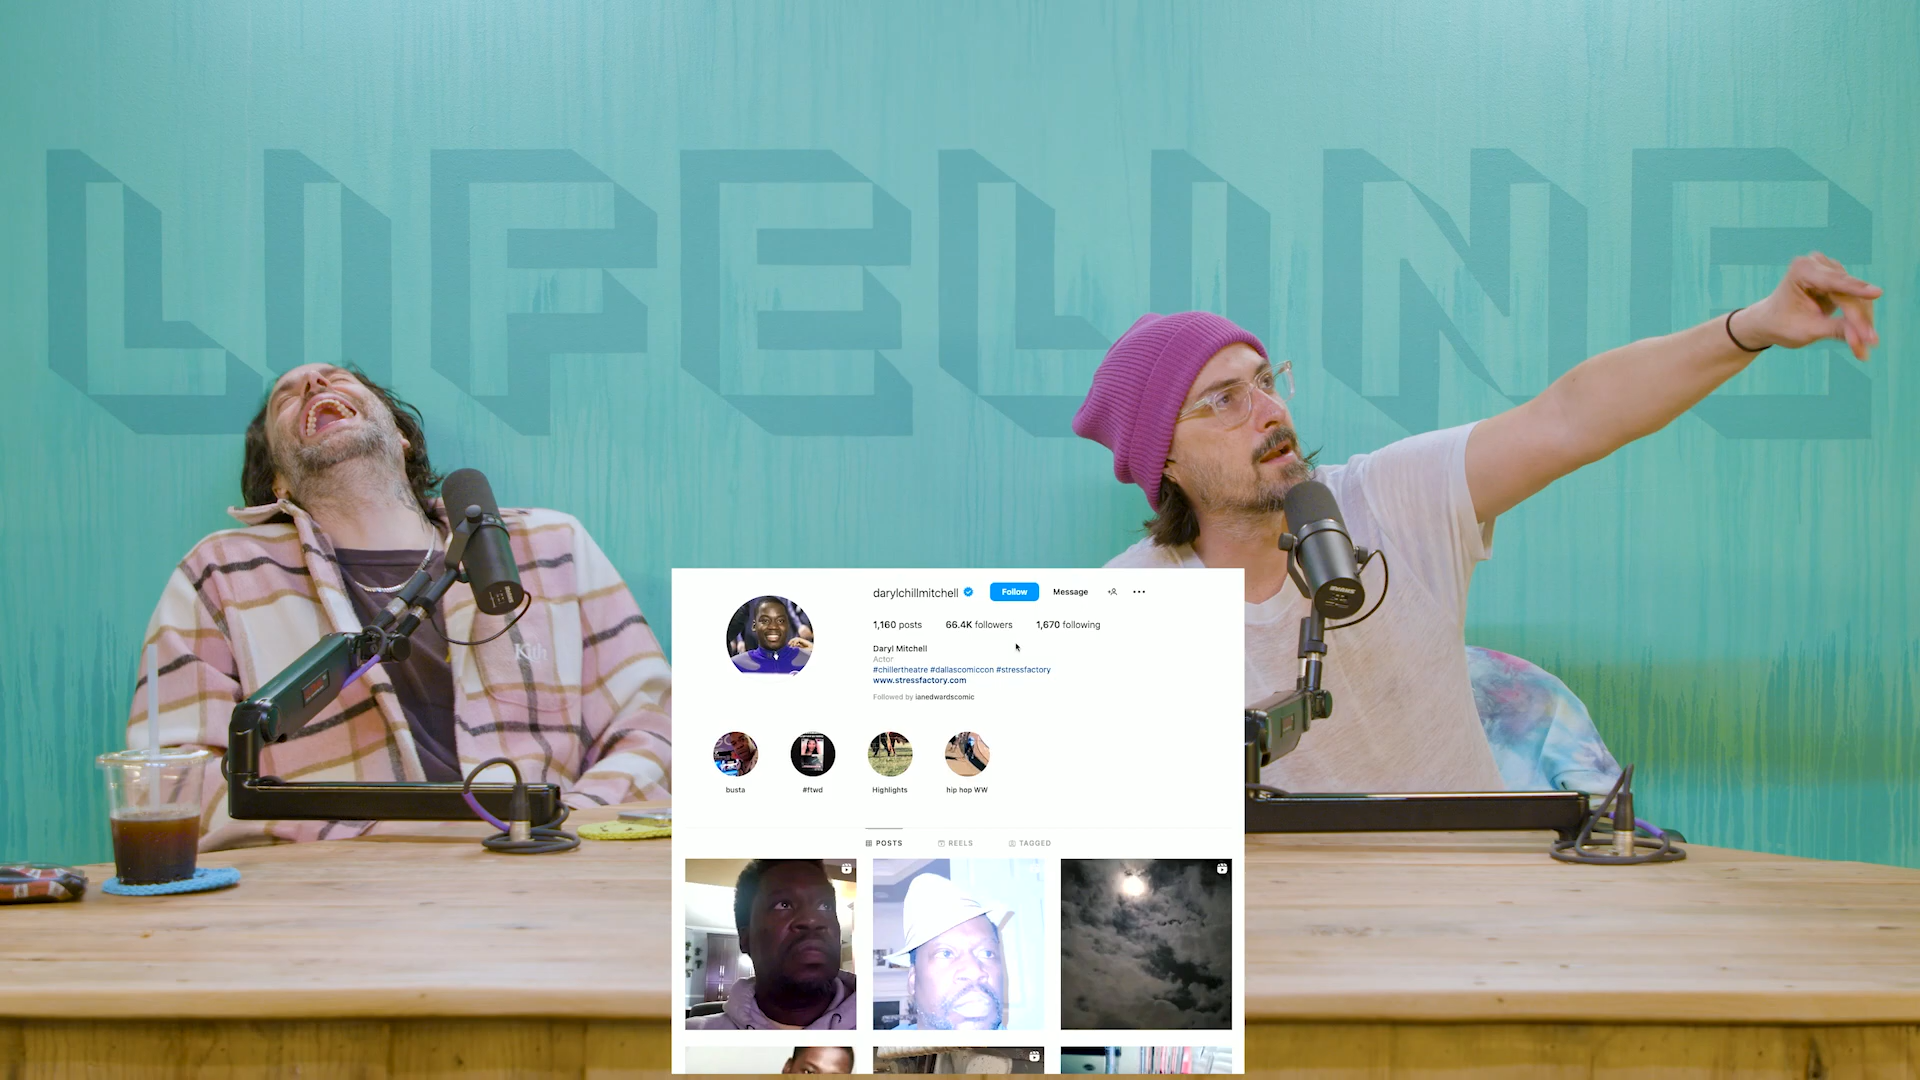 LIFELINE
Kith
darylchillmitchell
Follow
Message
1,160 posts
66.4K followers
1,670 following
Daryl Mitchell
Actor
#chillertheatre #dallascomiccon #stressfactory
www.stressfactory.com
Followed by ianedwardscomic
busta
#ftwd
Highlights
hip hop WW
POSTS
REELS
TAGGED